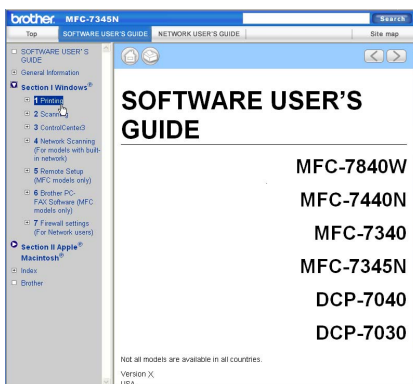 brother. MFC-7345N
Search
Top SOFTWARE USER'S GUIDE NETWORK USER'S GUIDE Site map
SOFTWARE USER'S
GUIDE
General Information
Section I Windows®
1 Printing
2 Scanning
3 ControlCenter3
4 Network Scanning
(For models with built-
in network)
5 Remote Setup
(MFC models only)
6 Brother PC-
FAX Software (MFC
models only)
7 Firewall settings
(For Network users)
Section II Apple®
Macintosh®
Index
Brother
SOFTWARE USER'S
GUIDE
MFC-7840W
MFC-7440N
MFC-7340
MFC-7345N
DCP-7040
DCP-7030
Not all models are available in all countries.
Version X
USA